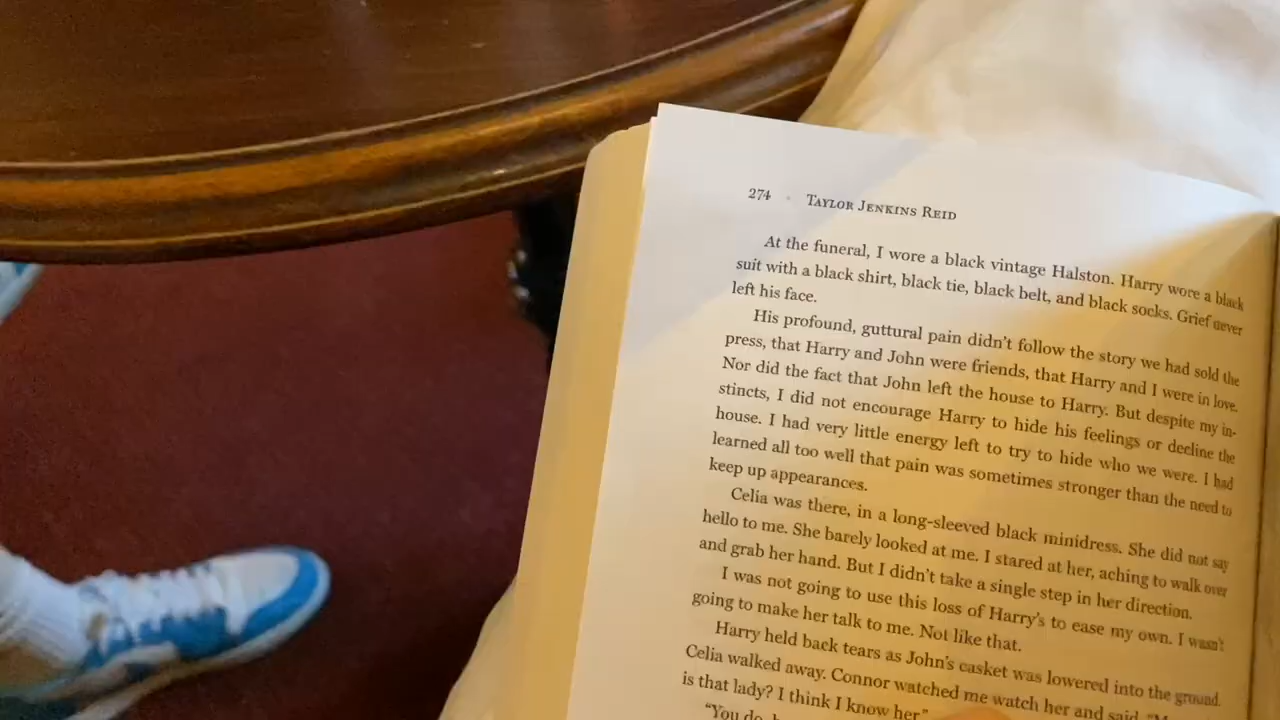 274 • TAYLOR JENKINS REID
At the funeral, I wore a black vintage Halston. Harry wore a black
suit with a black shirt, black tie, black belt, and black socks. Grief never
left his face.
His profound, guttural pain didn't follow the story we had sold the
press, that Harry and John were friends, that Harry and I were in love.
Nor did the fact that John left the house to Harry. But despite my in-
stincts, I did not encourage Harry to hide his feelings or decline the
house. I had very little energy left to try to hide who we were. I had
learned all too well that pain was sometimes stronger than the need to
keep up appearances.
Celia was there, in a long-sleeved black minidress. She did not say
hello to me. She barely looked at me. I stared at her, aching to walk over
and grab her hand. But I didn't take a single step in her direction.
I was not going to use this loss of Harry's to ease my own. I wasn't
going to make her talk to me. Not like that.
Harry held back tears as John's casket was lowered into the ground.
Celia walked away. Connor watched me watch her and said,
is that lady? I think I know her."
"You do,